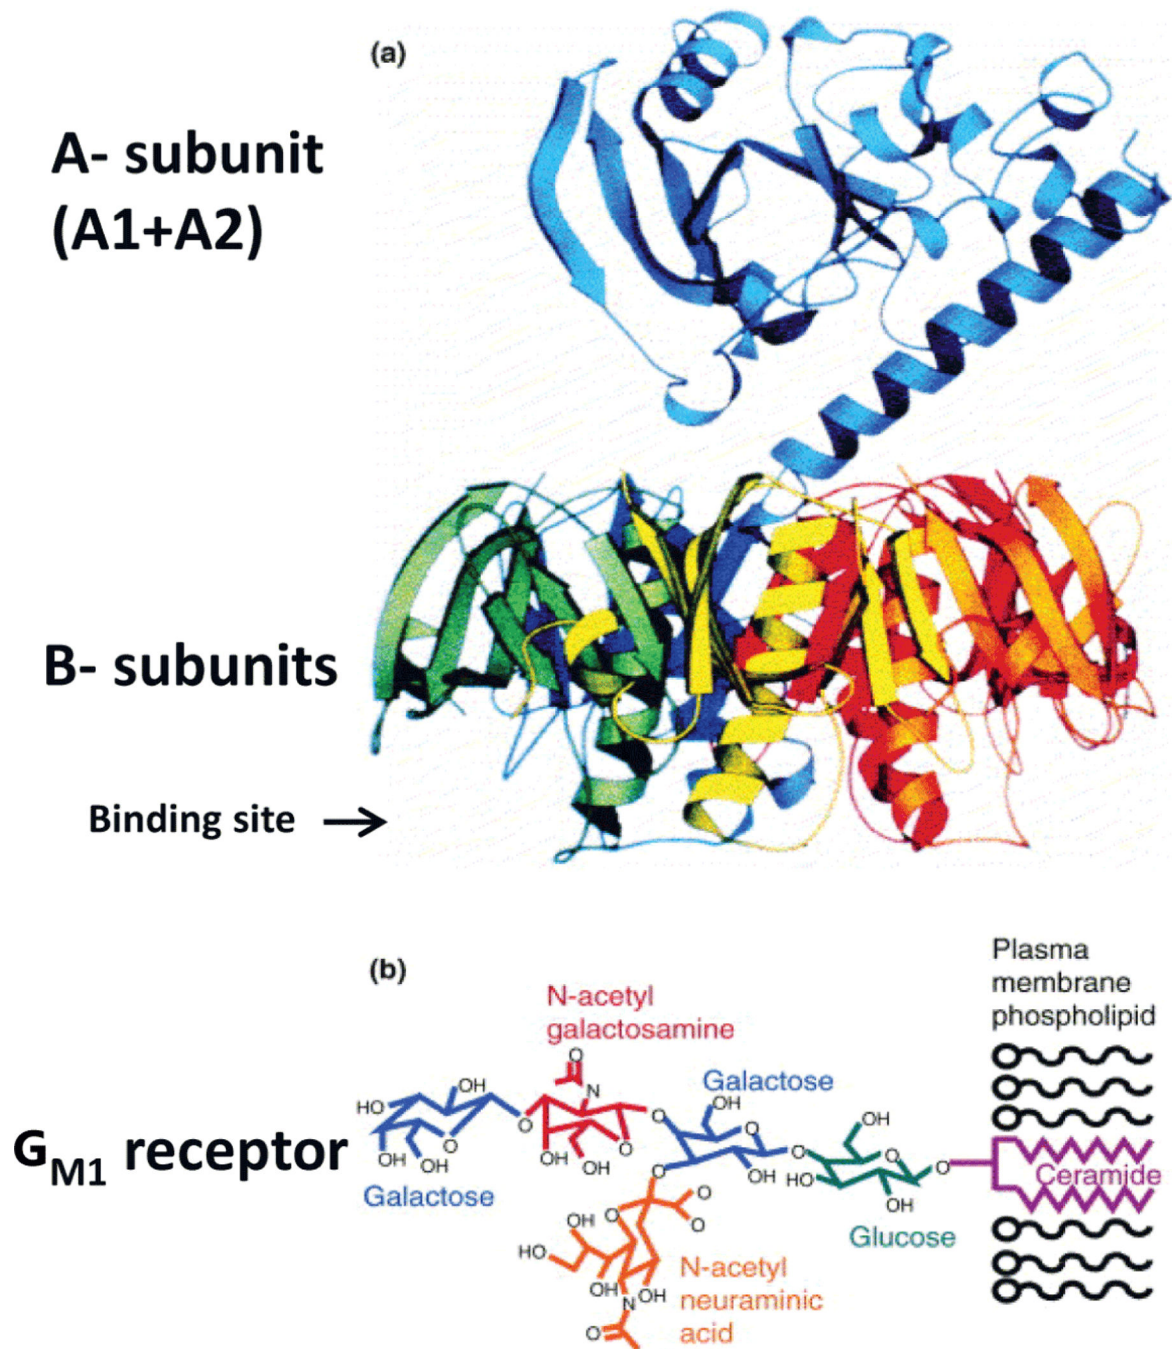 (a)
A- subunit
(A1+A2)
B- subunits
Binding site
(b)
Plasma
membrane
phospholipid
N-acetyl
galactosamine
Galactose
GM1 receptor
O
N
OH
HO
O
O
OH
OH
OH
OH
O
O
O
OH
O
OH
O
OH
HO
OH
O
O
Ceramide
Galactose
Glucose
O
O
O
OH
HO
OH
OH
N
O
N-acetyl
neuraminic
acid